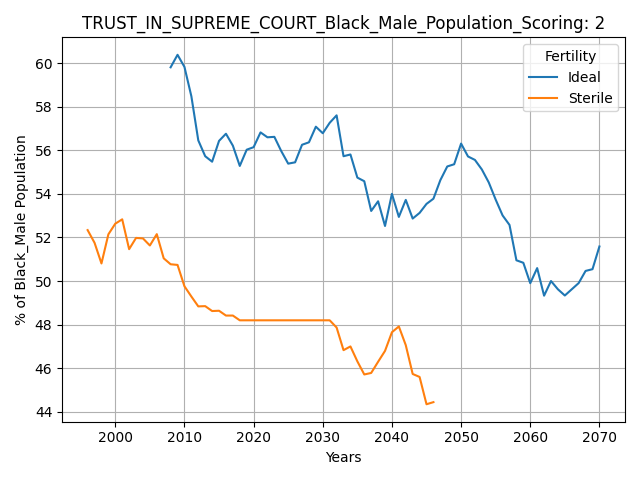 TRUST_IN_SUPREME_COURT_Black_Male_Population_Scoring: 2
Fertility
Ideal
Sterile
% of Black_Male Population
60
58
56
54
52
50
48
46
44
2000 2010 2020 2030 2040 2050 2060 2070
Years